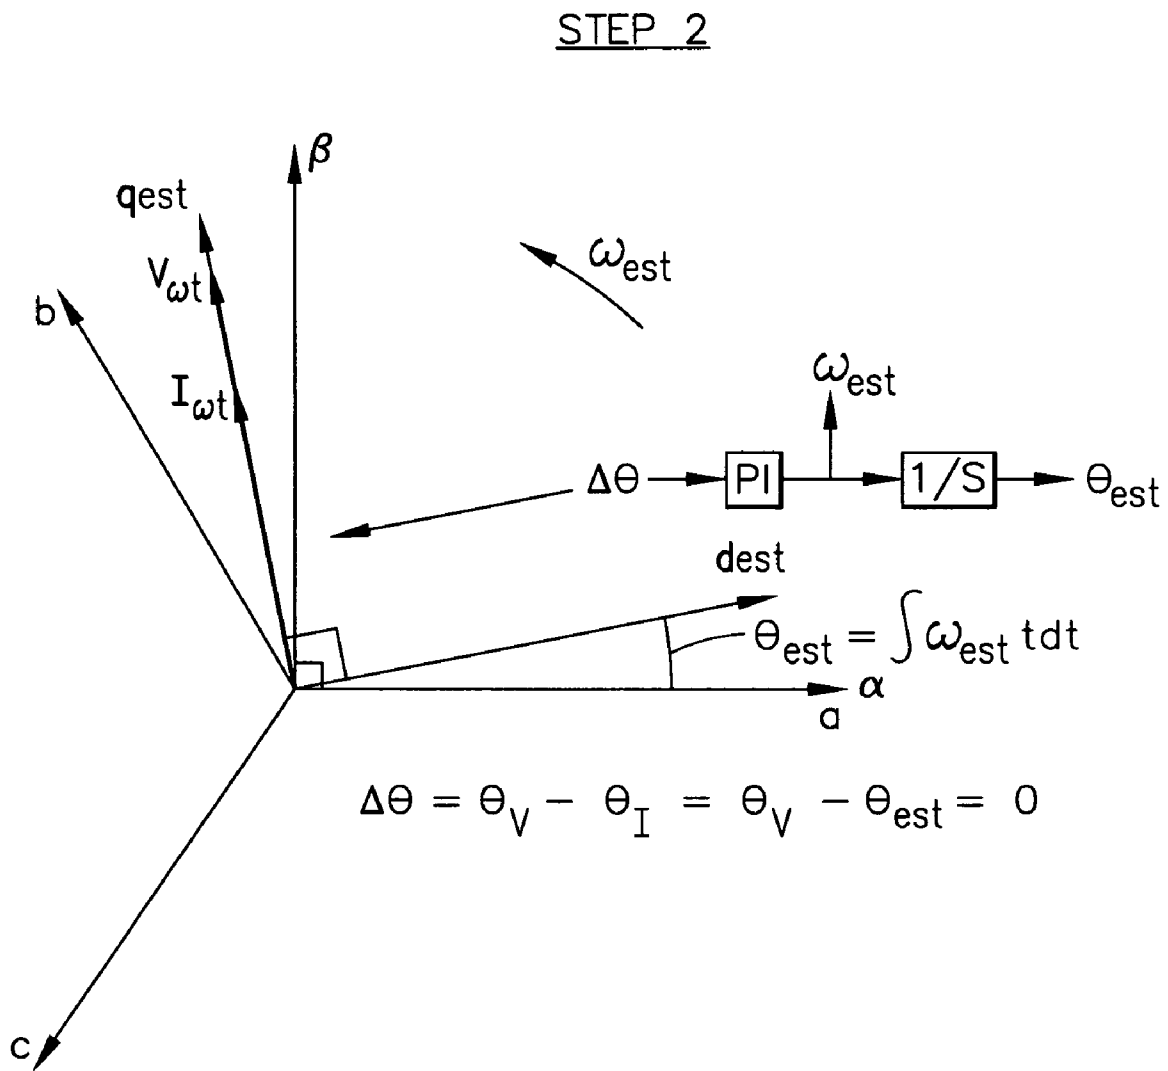 STEP 2
β
qest
ωest
Vωt
b
ωest
Iωt
Δθ PI 1/S θest
dest
θest = ∫ ωest tdt
α
a
Δθ = θV − θI = θV − θest = 0
c